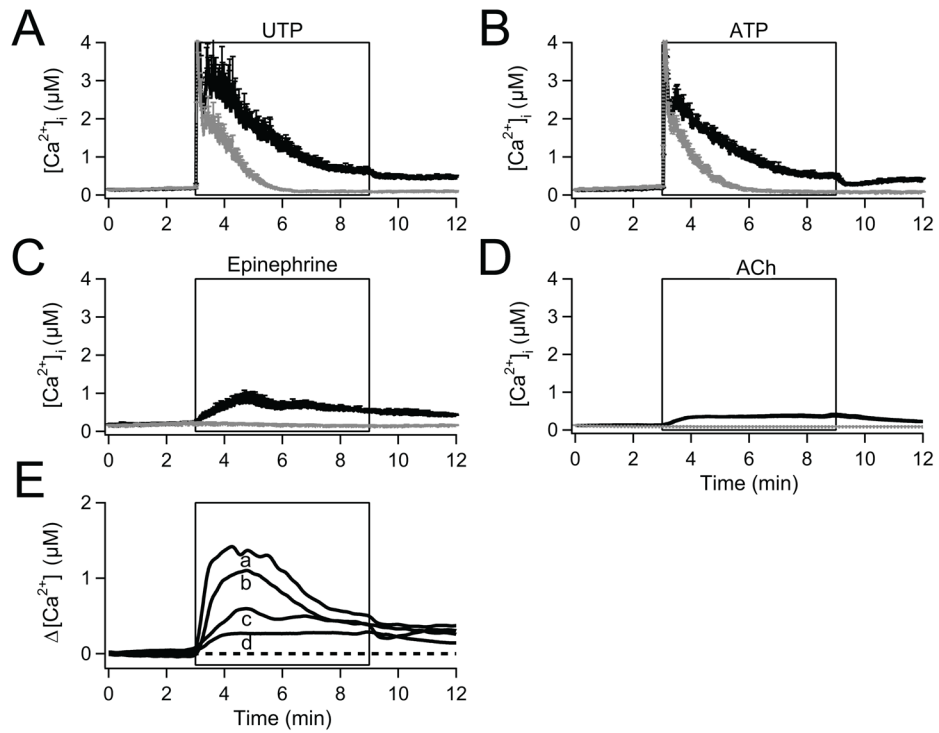 A
UTP
4
3
2
1
0
[Ca²⁺]ᵢ (µM)
0 2 4 6 8 10 12
B
ATP
4
3
2
1
0
[Ca²⁺]ᵢ (µM)
0 2 4 6 8 10 12
C
Epinephrine
4
3
2
1
0
[Ca²⁺]ᵢ (µM)
0 2 4 6 8 10 12
D
ACh
4
3
2
1
0
[Ca²⁺]ᵢ (µM)
0 2 4 6 8 10 12
Time (min)
E
2
1
0
Δ[Ca²⁺] (µM)
a
b
c
d
0 2 4 6 8 10 12
Time (min)